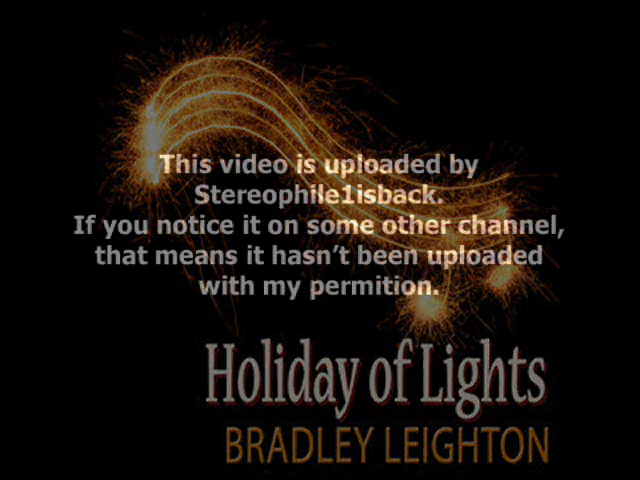 This video is uploaded by
Stereophile1isback.
If you notice it on some other channel,
that means it hasn't been uploaded
with my permition.
Holiday of Lights
BRADLEY LEIGHTON